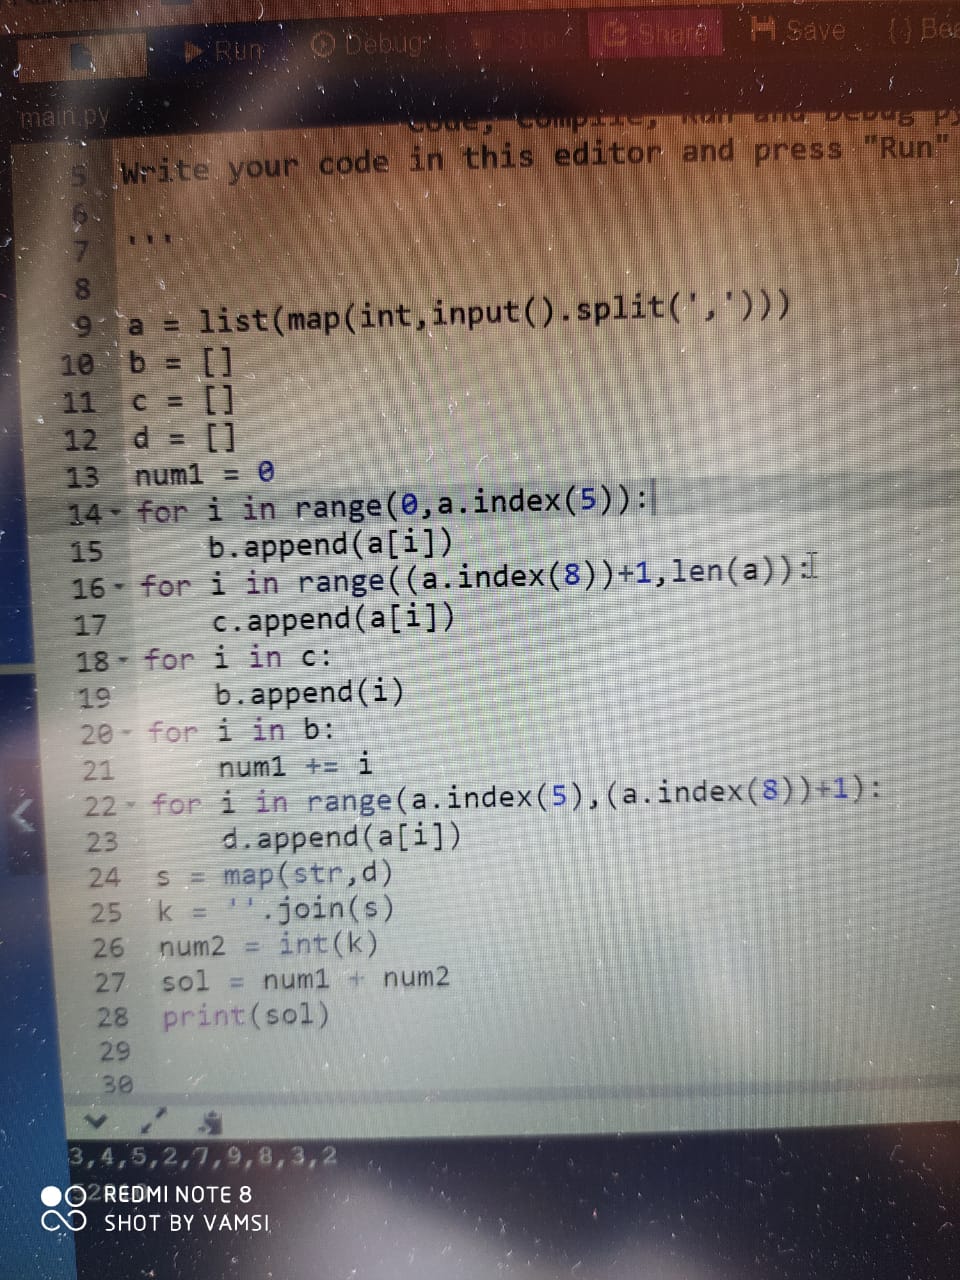 Run Debug Share Save {} Bea
main.py
Code, Compile, Run and Debug Py
5 Write your code in this editor and press "Run"
6
7 '''
8
9 a = list(map(int,input().split(',')))
10 b = []
11 c = []
12 d = []
13 num1 = 0
14 for i in range(0,a.index(5)):
15 b.append(a[i])
16 for i in range((a.index(8))+1,len(a)):
17 c.append(a[i])
18 for i in c:
19 b.append(i)
20 for i in b:
21 num1 += i
22 for i in range(a.index(5),(a.index(8))+1):
23 d.append(a[i])
24 s = map(str,d)
25 k = ''.join(s)
26 num2 = int(k)
27 sol = num1 + num2
28 print(sol)
29
30
3,4,5,2,7,9,8,3,2
REDMI NOTE 8
SHOT BY VAMSI